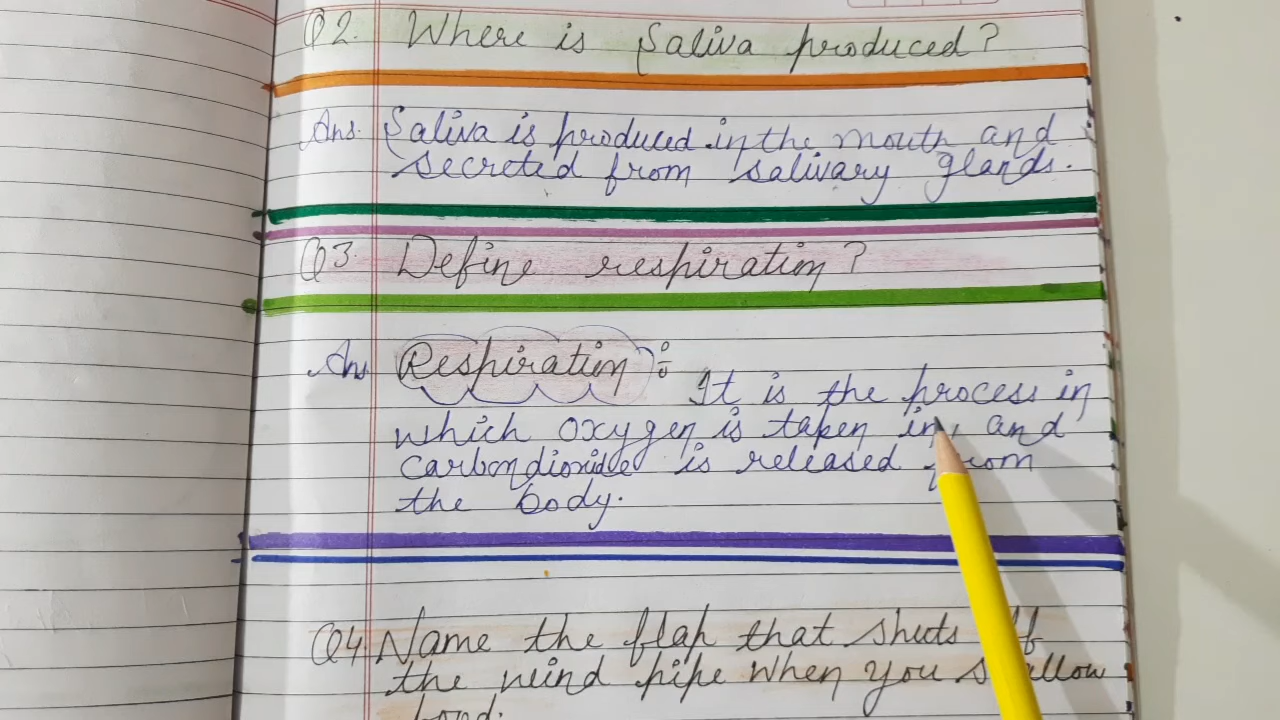 Q2. Where is Saliva produced?
Ans. Saliva is produced in the mouth and
secreted from salivary glands.
Q3. Define respiration?
Ans Respiration:
It is the process in
which oxygen is taken in, and
carbondioxide is released from
the body.
Q4 Name the flap that shuts
the wind pipe when you